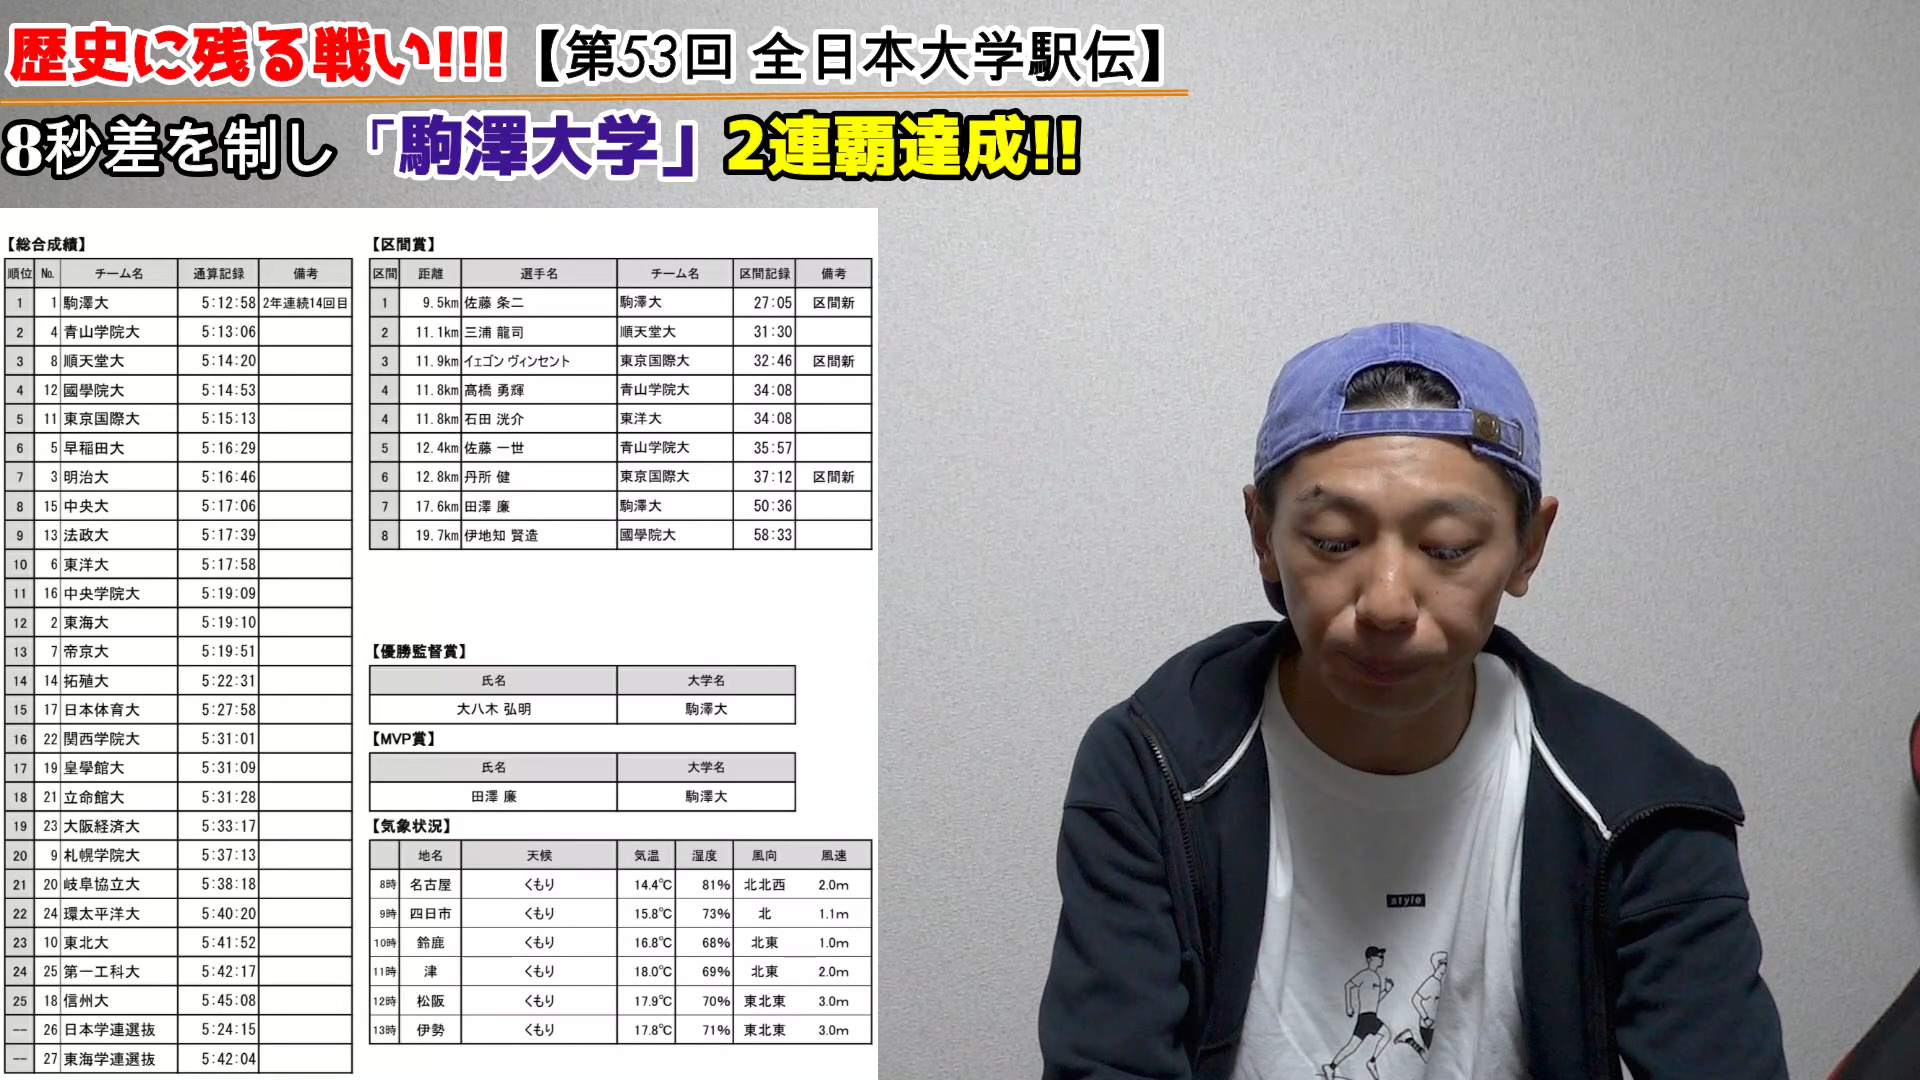 歴史に残る戦い!!!【第53回 全日本大学駅伝】
8秒差を制し「駒澤大学」2連覇達成!!
【総合成績】
順位 No. チーム名 通算記録 備考
1 1 駒澤大 5:12:58 2年連続14回目
2 4 青山学院大 5:13:06
3 8 順天堂大 5:14:20
4 12 國學院大 5:14:53
5 11 東京国際大 5:15:13
6 5 早稲田大 5:16:29
7 3 明治大 5:16:46
8 15 中央大 5:17:06
9 13 法政大 5:17:39
10 6 東洋大 5:17:58
11 16 中央学院大 5:19:09
12 2 東海大 5:19:10
13 7 帝京大 5:19:51
14 14 拓殖大 5:22:31
15 17 日本体育大 5:27:58
16 22 関西学院大 5:31:01
17 19 皇學館大 5:31:09
18 21 立命館大 5:31:28
19 23 大阪経済大 5:33:17
20 9 札幌学院大 5:37:13
21 20 岐阜協立大 5:38:18
22 24 環太平洋大 5:40:20
23 10 東北大 5:41:52
24 25 第一工科大 5:42:17
25 18 信州大 5:45:08
-- 26 日本学連選抜 5:24:15
-- 27 東海学連選抜 5:42:04
【区間賞】
区間 距離 選手名 チーム名 区間記録 備考
1 9.5km 佐藤 条二 駒澤大 27:05 区間新
2 11.1km 三浦 龍司 順天堂大 31:30
3 11.9km イェゴン ヴィンセント 東京国際大 32:46 区間新
4 11.8km 髙橋 勇輝 青山学院大 34:08
4 11.8km 石田 洸介 東洋大 34:08
5 12.4km 佐藤 一世 青山学院大 35:57
6 12.8km 丹所 健 東京国際大 37:12 区間新
7 17.6km 田澤 廉 駒澤大 50:36
8 19.7km 伊地知 賢造 國學院大 58:33
【優勝監督賞】
氏名 大学名
大八木 弘明 駒澤大
【MVP賞】
氏名 大学名
田澤 廉 駒澤大
【気象状況】
地名 天候 気温 湿度 風向 風速
8時 名古屋 くもり 14.4℃ 81% 北北西 2.0m
9時 四日市 くもり 15.8℃ 73% 北 1.1m
10時 鈴鹿 くもり 16.8℃ 68% 北東 1.0m
11時 津 くもり 18.0℃ 69% 北東 2.0m
12時 松阪 くもり 17.9℃ 70% 東北東 3.0m
13時 伊勢 くもり 17.8℃ 71% 東北東 3.0m
style